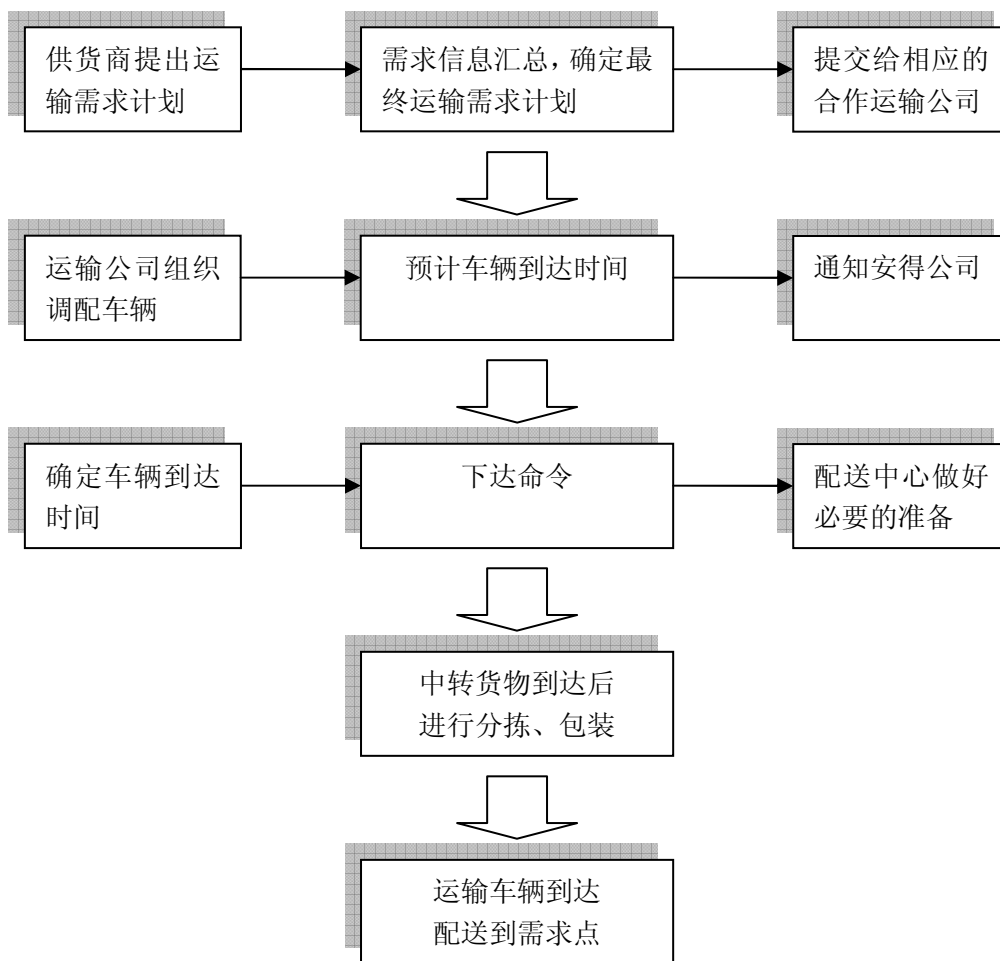 供货商提出运
输需求计划
需求信息汇总，确定最
终运输需求计划
提交给相应的
合作运输公司
运输公司组织
调配车辆
预计车辆到达时间
通知安得公司
确定车辆到达
时间
下达命令
配送中心做好
必要的准备
中转货物到达后
进行分拣、包装
运输车辆到达
配送到需求点